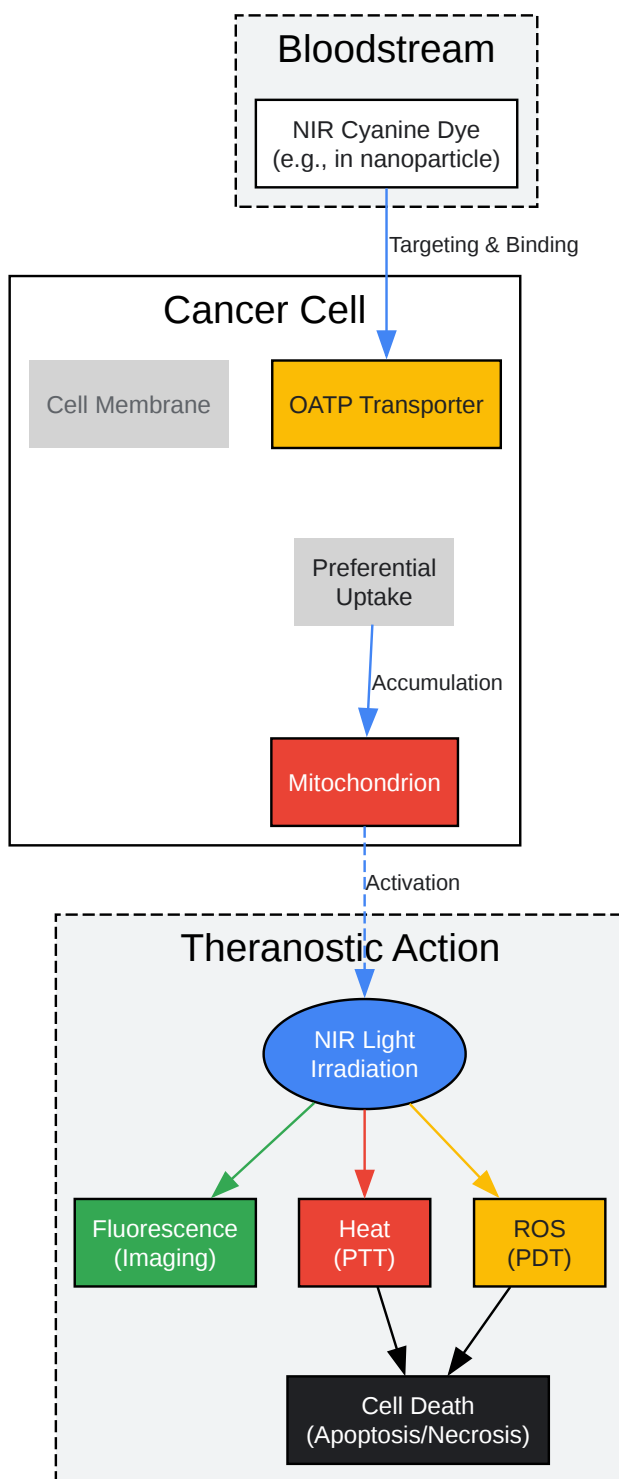 Bloodstream
NIR Cyanine Dye
(e.g., in nanoparticle)
Targeting & Binding
Cancer Cell
Cell Membrane
OATP Transporter
Preferential
Uptake
Accumulation
Mitochondrion
Activation
Theranostic Action
NIR Light
Irradiation
Fluorescence
(Imaging)
Heat
(PTT)
ROS
(PDT)
Cell Death
(Apoptosis/Necrosis)